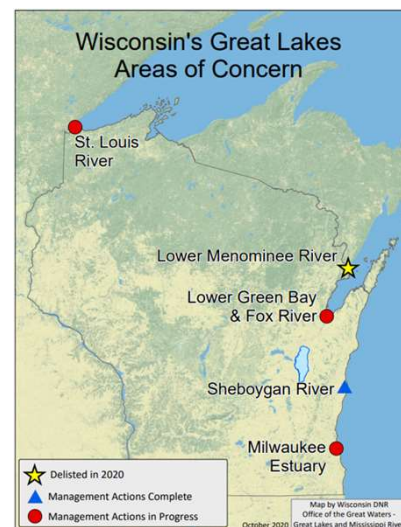 Wisconsin's Great Lakes
Areas of Concern
St. Louis
River
Lower Menominee River
Lower Green Bay
& Fox River
Sheboygan River
Milwaukee
Estuary
Delisted in 2020
Management Actions Complete
Management Actions in Progress
Map by Wisconsin DNR
Office of the Great Waters -
October 2020 Great Lakes and Mississippi River